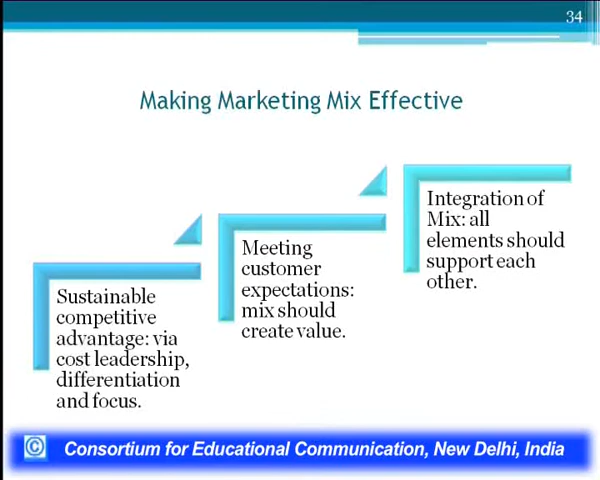 34
Making Marketing Mix Effective
Sustainable
competitive
advantage: via
cost leadership,
differentiation
and focus.
Meeting
customer
expectations:
mix should
create value.
Integration of
Mix: all
elements should
support each
other.
© Consortium for Educational Communication, New Delhi, India